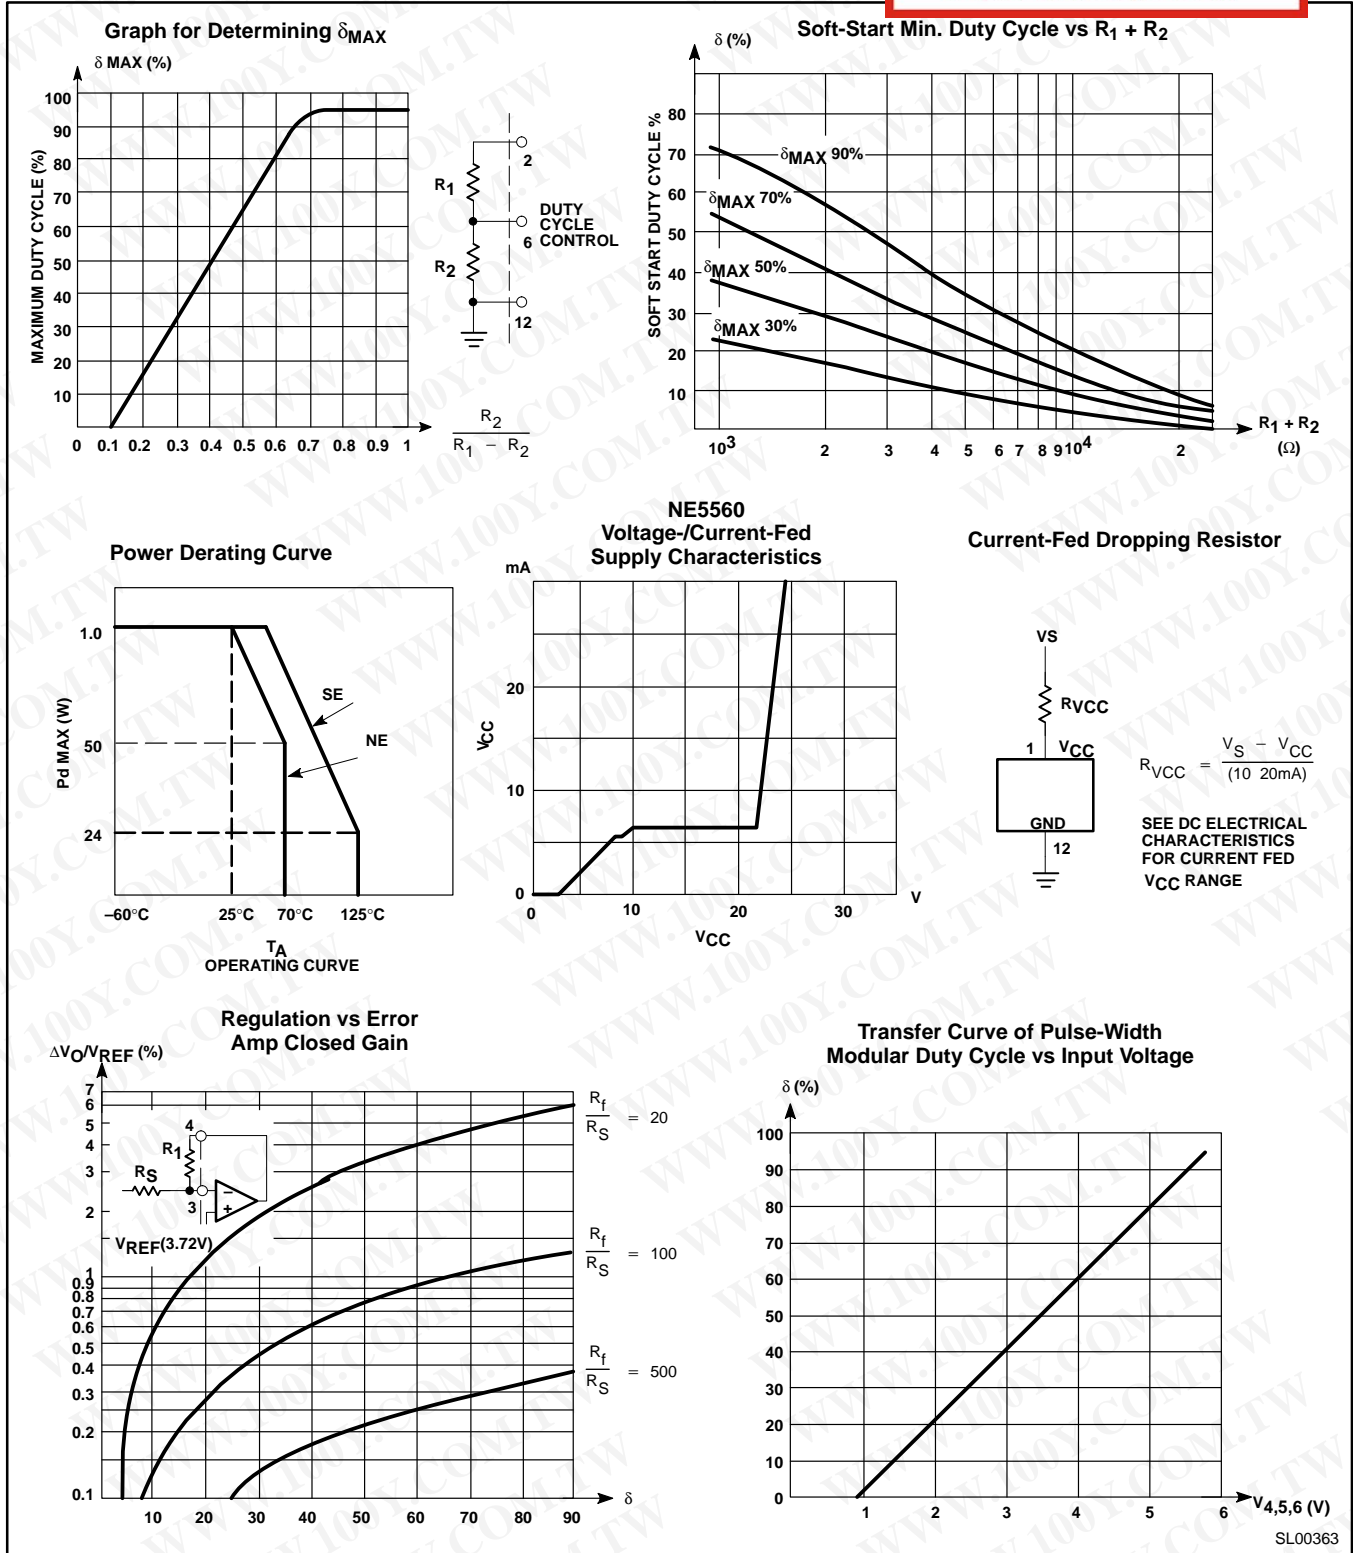 Graph for Determining δMAX
δ MAX (%)
MAXIMUM DUTY CYCLE (%)
100
90
80
70
60
50
40
30
20
10
0 0.1 0.2 0.3 0.4 0.5 0.6 0.7 0.8 0.9 1
R2
R1 – R2
R1
R2
2
6
12
DUTY
CYCLE
CONTROL
Soft-Start Min. Duty Cycle vs R1 + R2
δ (%)
SOFT START DUTY CYCLE %
80
70
60
50
40
30
20
10
δMAX 90%
δMAX 70%
δMAX 50%
δMAX 30%
10³ 2 3 4 5 6 7 8 9 10⁴ 2
R1 + R2
(Ω)
Power Derating Curve
Pd MAX (W)
1.0
50
24
SE
NE
–60°C 25°C 70°C 125°C
TA
OPERATING CURVE
NE5560
Voltage-/Current-Fed
Supply Characteristics
mA
VCC
20
10
0
0 10 20 30
V
VCC
Current-Fed Dropping Resistor
VS
RVCC
1 VCC
GND
12
RVCC = VS – VCC
(10 20mA)
SEE DC ELECTRICAL
CHARACTERISTICS
FOR CURRENT FED
VCC RANGE
Regulation vs Error
Amp Closed Gain
ΔVO/VREF (%)
7
6
5
4
3
2
1
0.9
0.8
0.7
0.6
0.5
0.4
0.3
0.2
0.1
4
R1
RS
3
–
+
VREF(3.72V)
Rf
RS = 20
Rf
RS = 100
Rf
RS = 500
10 20 30 40 50 60 70 80 90
δ
Transfer Curve of Pulse-Width
Modular Duty Cycle vs Input Voltage
δ (%)
100
90
80
70
60
50
40
30
20
10
0
1 2 3 4 5 6
V4,5,6 (V)
SL00363
WWW.100Y.COM.TW